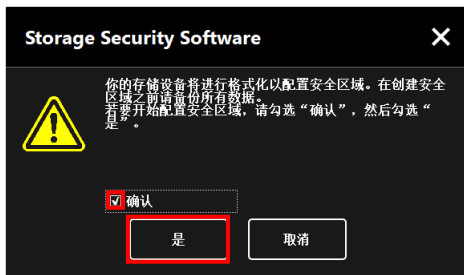 Storage Security Software
你的存储设备将进行格式化以配置安全区域。在创建安全
区域之前请备份所有数据。
若要开始配置安全区域，请勾选“确认”，然后勾选“
是”。
确认
是
取消